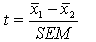 t = x̄₁ − x̄₂
SEM